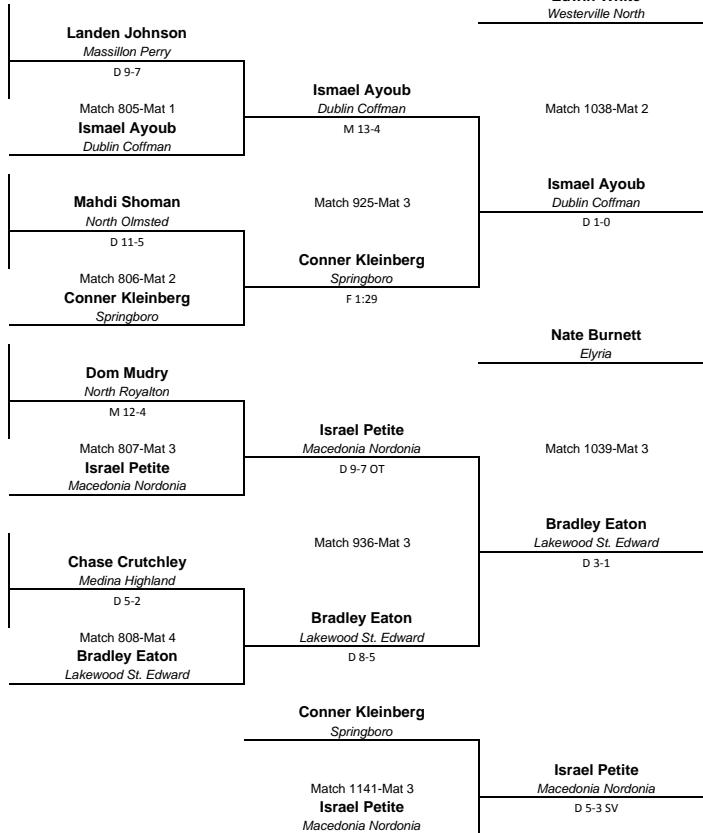 Westerville North
Landen Johnson
Massillon Perry
D 9-7
Match 805-Mat 1
Ismael Ayoub
Dublin Coffman
Ismael Ayoub
Dublin Coffman
M 13-4
Match 1038-Mat 2
Mahdi Shoman
North Olmsted
D 11-5
Match 806-Mat 2
Conner Kleinberg
Springboro
Match 925-Mat 3
Conner Kleinberg
Springboro
F 1:29
Ismael Ayoub
Dublin Coffman
D 1-0
Nate Burnett
Elyria
Dom Mudry
North Royalton
M 12-4
Match 807-Mat 3
Israel Petite
Macedonia Nordonia
Israel Petite
Macedonia Nordonia
D 9-7 OT
Match 1039-Mat 3
Match 936-Mat 3
Bradley Eaton
Lakewood St. Edward
D 3-1
Chase Crutchley
Medina Highland
D 5-2
Match 808-Mat 4
Bradley Eaton
Lakewood St. Edward
Bradley Eaton
Lakewood St. Edward
D 8-5
Conner Kleinberg
Springboro
Match 1141-Mat 3
Israel Petite
Macedonia Nordonia
Israel Petite
Macedonia Nordonia
D 5-3 SV